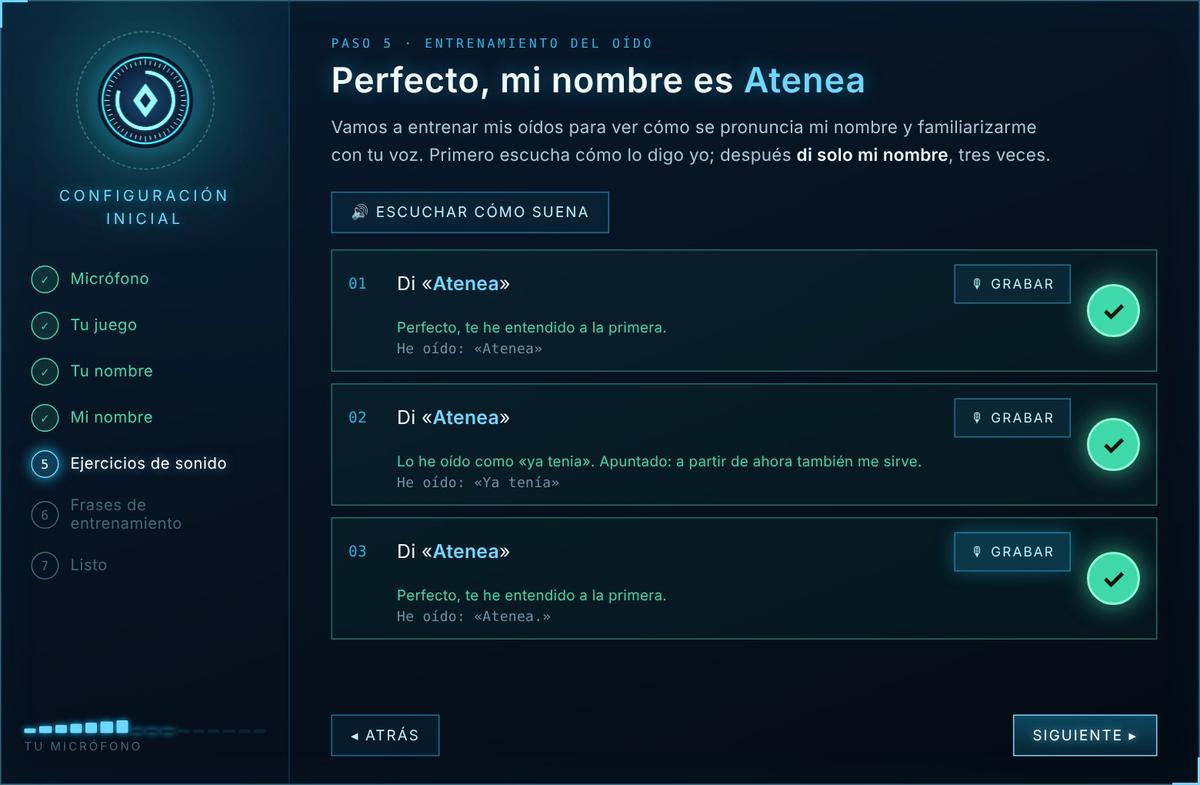 CONFIGURACIÓN
INICIAL
✓ Micrófono
✓ Tu juego
✓ Tu nombre
✓ Mi nombre
5 Ejercicios de sonido
6 Frases de
entrenamiento
7 Listo
TU MICRÓFONO
PASO 5 · ENTRENAMIENTO DEL OÍDO
Perfecto, mi nombre es Atenea
Vamos a entrenar mis oídos para ver cómo se pronuncia mi nombre y familiarizarme
con tu voz. Primero escucha cómo lo digo yo; después di solo mi nombre, tres veces.
🔊 ESCUCHAR CÓMO SUENA
01 Di «Atenea» 🎙 GRABAR
Perfecto, te he entendido a la primera.
He oído: «Atenea»
02 Di «Atenea» 🎙 GRABAR
Lo he oído como «ya tenia». Apuntado: a partir de ahora también me sirve.
He oído: «Ya tenía»
03 Di «Atenea» 🎙 GRABAR
Perfecto, te he entendido a la primera.
He oído: «Atenea.»
◂ ATRÁS
SIGUIENTE ▸